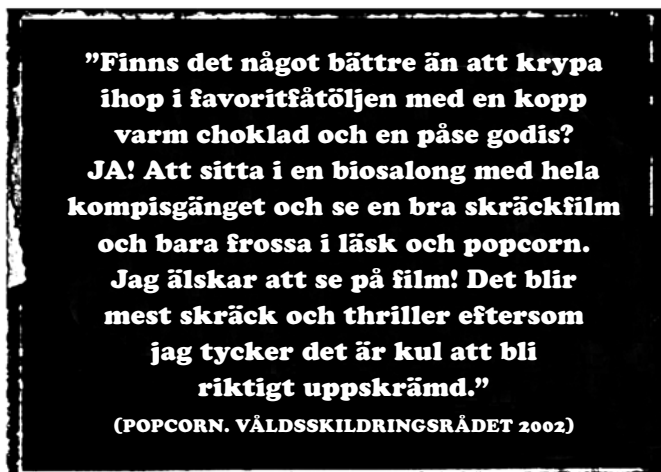 ”Finns det något bättre än att krypa
ihop i favoritfåtöljen med en kopp
varm choklad och en påse godis?
JA! Att sitta i en biosalong med hela
kompisgänget och se en bra skräckfilm
och bara frossa i läsk och popcorn.
Jag älskar att se på film! Det blir
mest skräck och thriller eftersom
jag tycker det är kul att bli
riktigt uppskrämd.”
(POPCORN. VÅLDSSKILDRINGSRÅDET 2002)